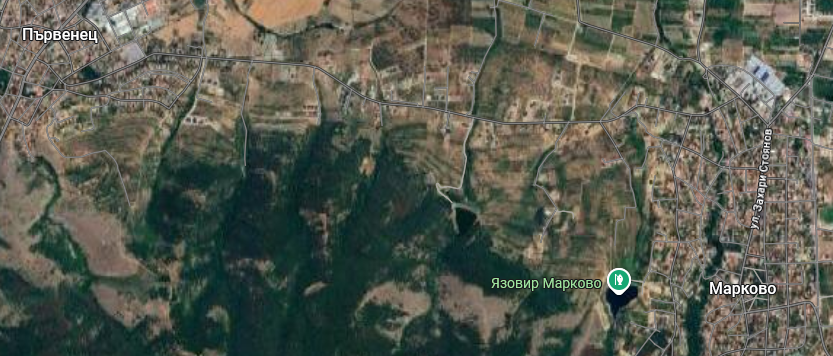 Първенец
ул. Захари Стоянов
Язовир Марково
Марково